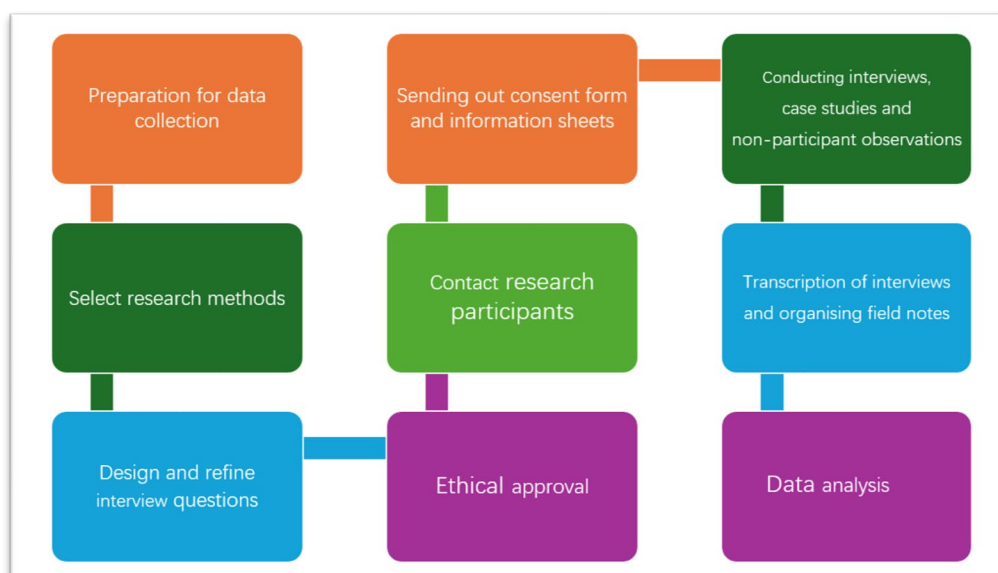 Preparation for data
collection
Select research methods
Design and refine
interview questions
Ethical approval
Contact research
participants
Sending out consent form
and information sheets
Conducting interviews,
case studies and
non-participant observations
Transcription of interviews
and organising field notes
Data analysis